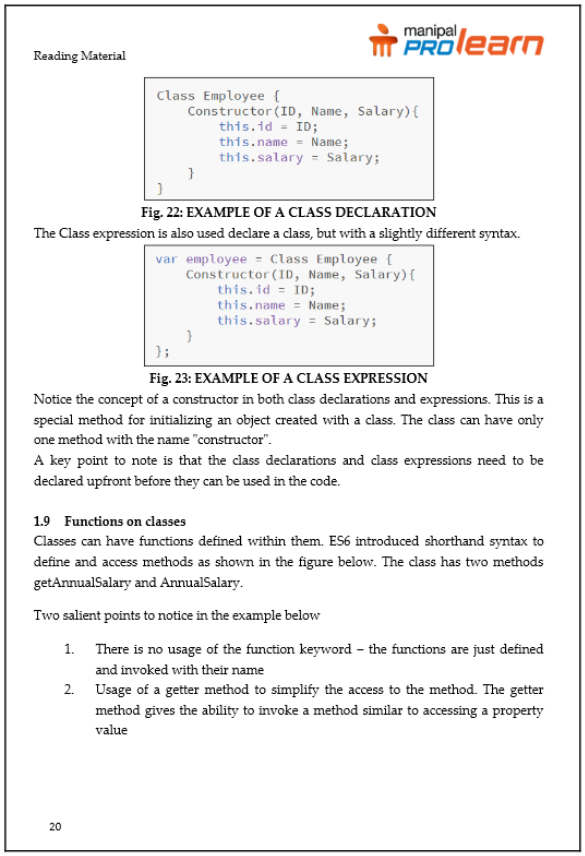 manipal
PROlearn
Reading Material
Class Employee {
Constructor(ID, Name, Salary){
this.id = ID;
this.name = Name;
this.salary = Salary;
}
}
Fig. 22: EXAMPLE OF A CLASS DECLARATION
The Class expression is also used declare a class, but with a slightly different syntax.
var employee = Class Employee {
Constructor(ID, Name, Salary){
this.id = ID;
this.name = Name;
this.salary = Salary;
}
};
Fig. 23: EXAMPLE OF A CLASS EXPRESSION
Notice the concept of a constructor in both class declarations and expressions. This is a
special method for initializing an object created with a class. The class can have only
one method with the name "constructor".
A key point to note is that the class declarations and class expressions need to be
declared upfront before they can be used in the code.
1.9 Functions on classes
Classes can have functions defined within them. ES6 introduced shorthand syntax to
define and access methods as shown in the figure below. The class has two methods
getAnnualSalary and AnnualSalary.
Two salient points to notice in the example below
1. There is no usage of the function keyword – the functions are just defined
and invoked with their name
2. Usage of a getter method to simplify the access to the method. The getter
method gives the ability to invoke a method similar to accessing a property
value
20